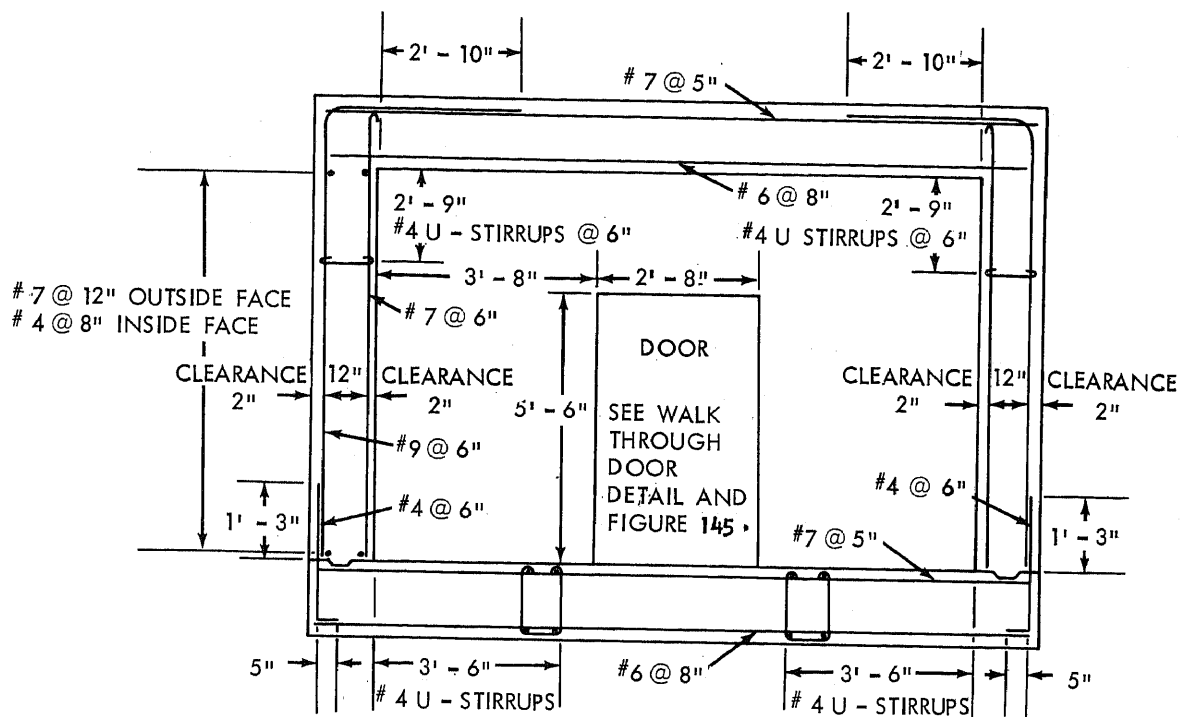 2' - 10"
2' - 10"
# 7 @ 5"
# 6 @ 8"
2' - 9"
#4 U - STIRRUPS @ 6"
2' - 9"
#4 U STIRRUPS @ 6"
3' - 8"
2' - 8"
# 7 @ 12" OUTSIDE FACE
# 4 @ 8" INSIDE FACE
# 7 @ 6"
DOOR
CLEARANCE 12" CLEARANCE
2" 2"
CLEARANCE 12" CLEARANCE
2" 2"
5' - 6"
SEE WALK
THROUGH
DOOR
DETAIL AND
FIGURE 145.
#9 @ 6"
#4 @ 6"
#4 @ 6"
1' - 3"
#7 @ 5"
1' - 3"
5"
3' - 6"
# 4 U - STIRRUPS
#6 @ 8"
3' - 6"
# 4 U - STIRRUPS
5"